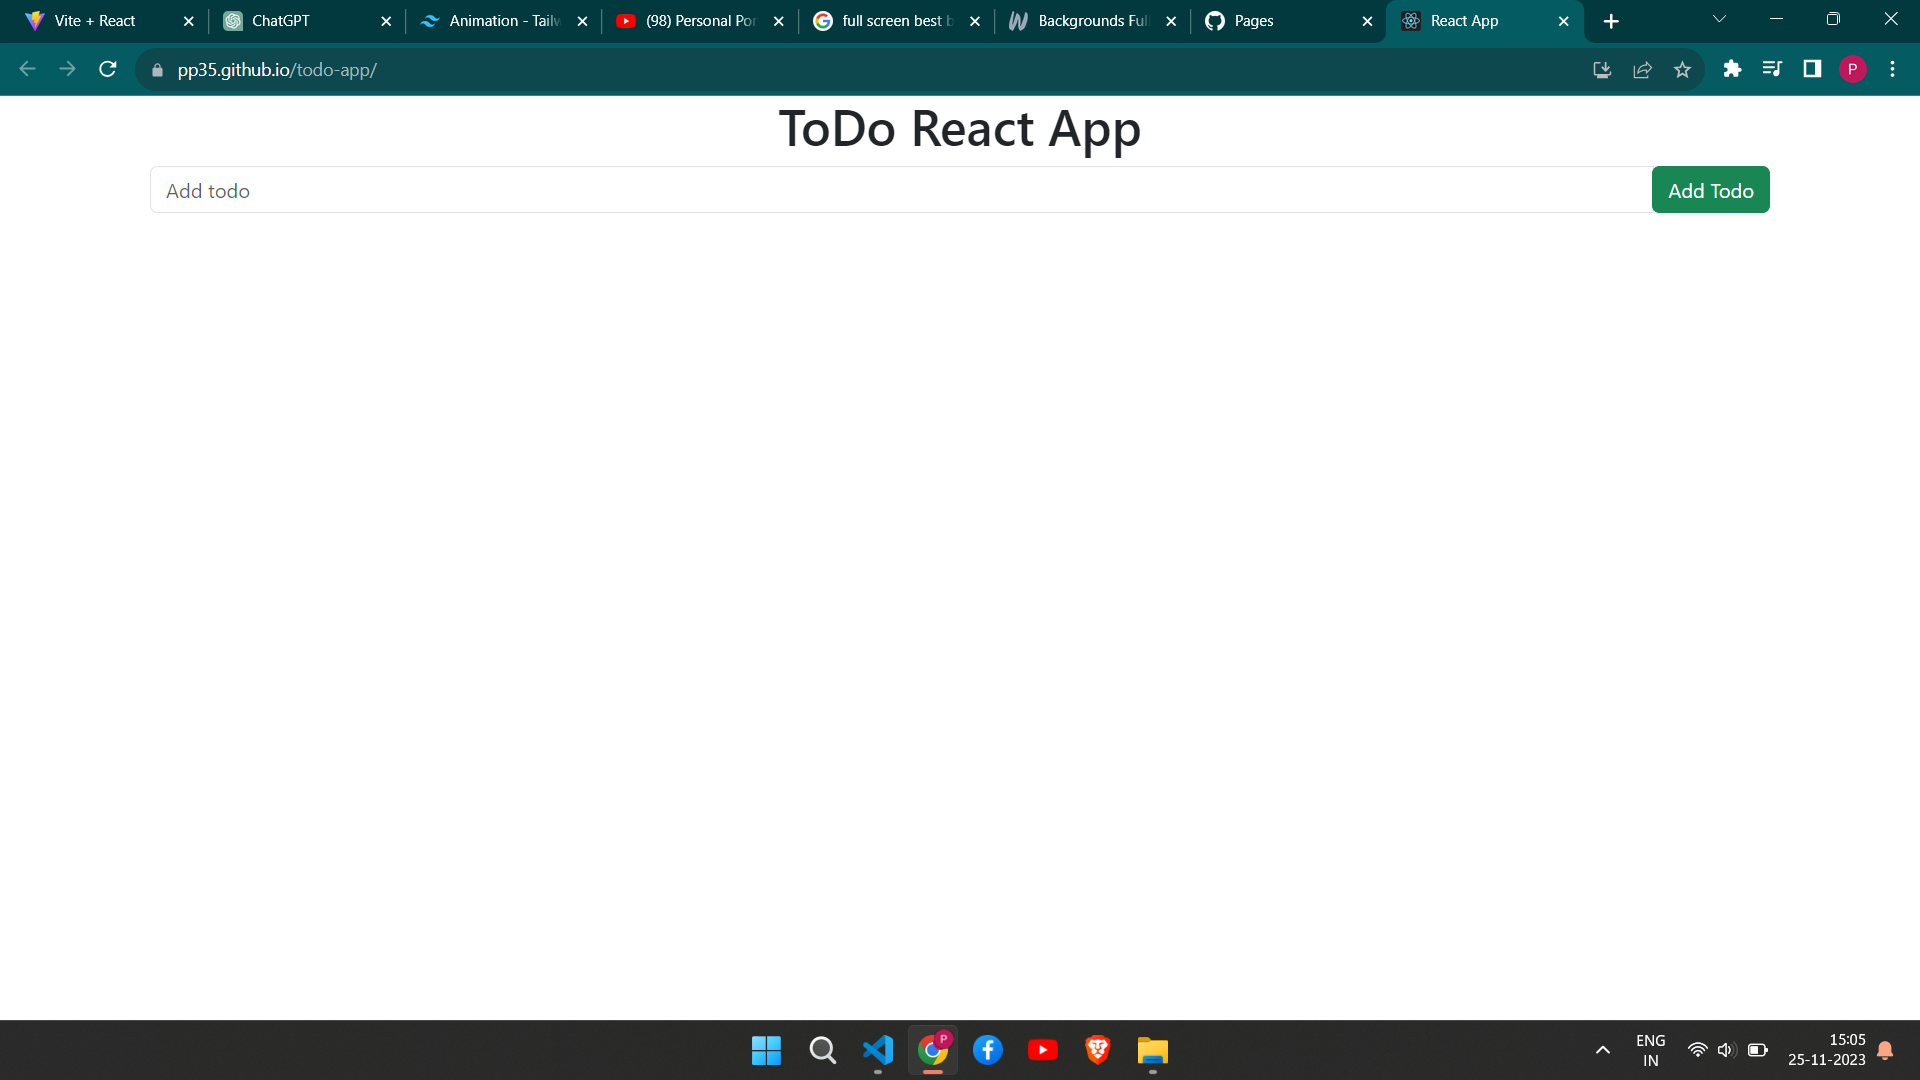 Vite + React
ChatGPT
Animation - Tailw
(98) Personal Por
full screen best b
Backgrounds Full
Pages
React App
pp35.github.io/todo-app/
P
ToDo React App
Add todo
Add Todo
P
ENG
IN
15:05
25-11-2023